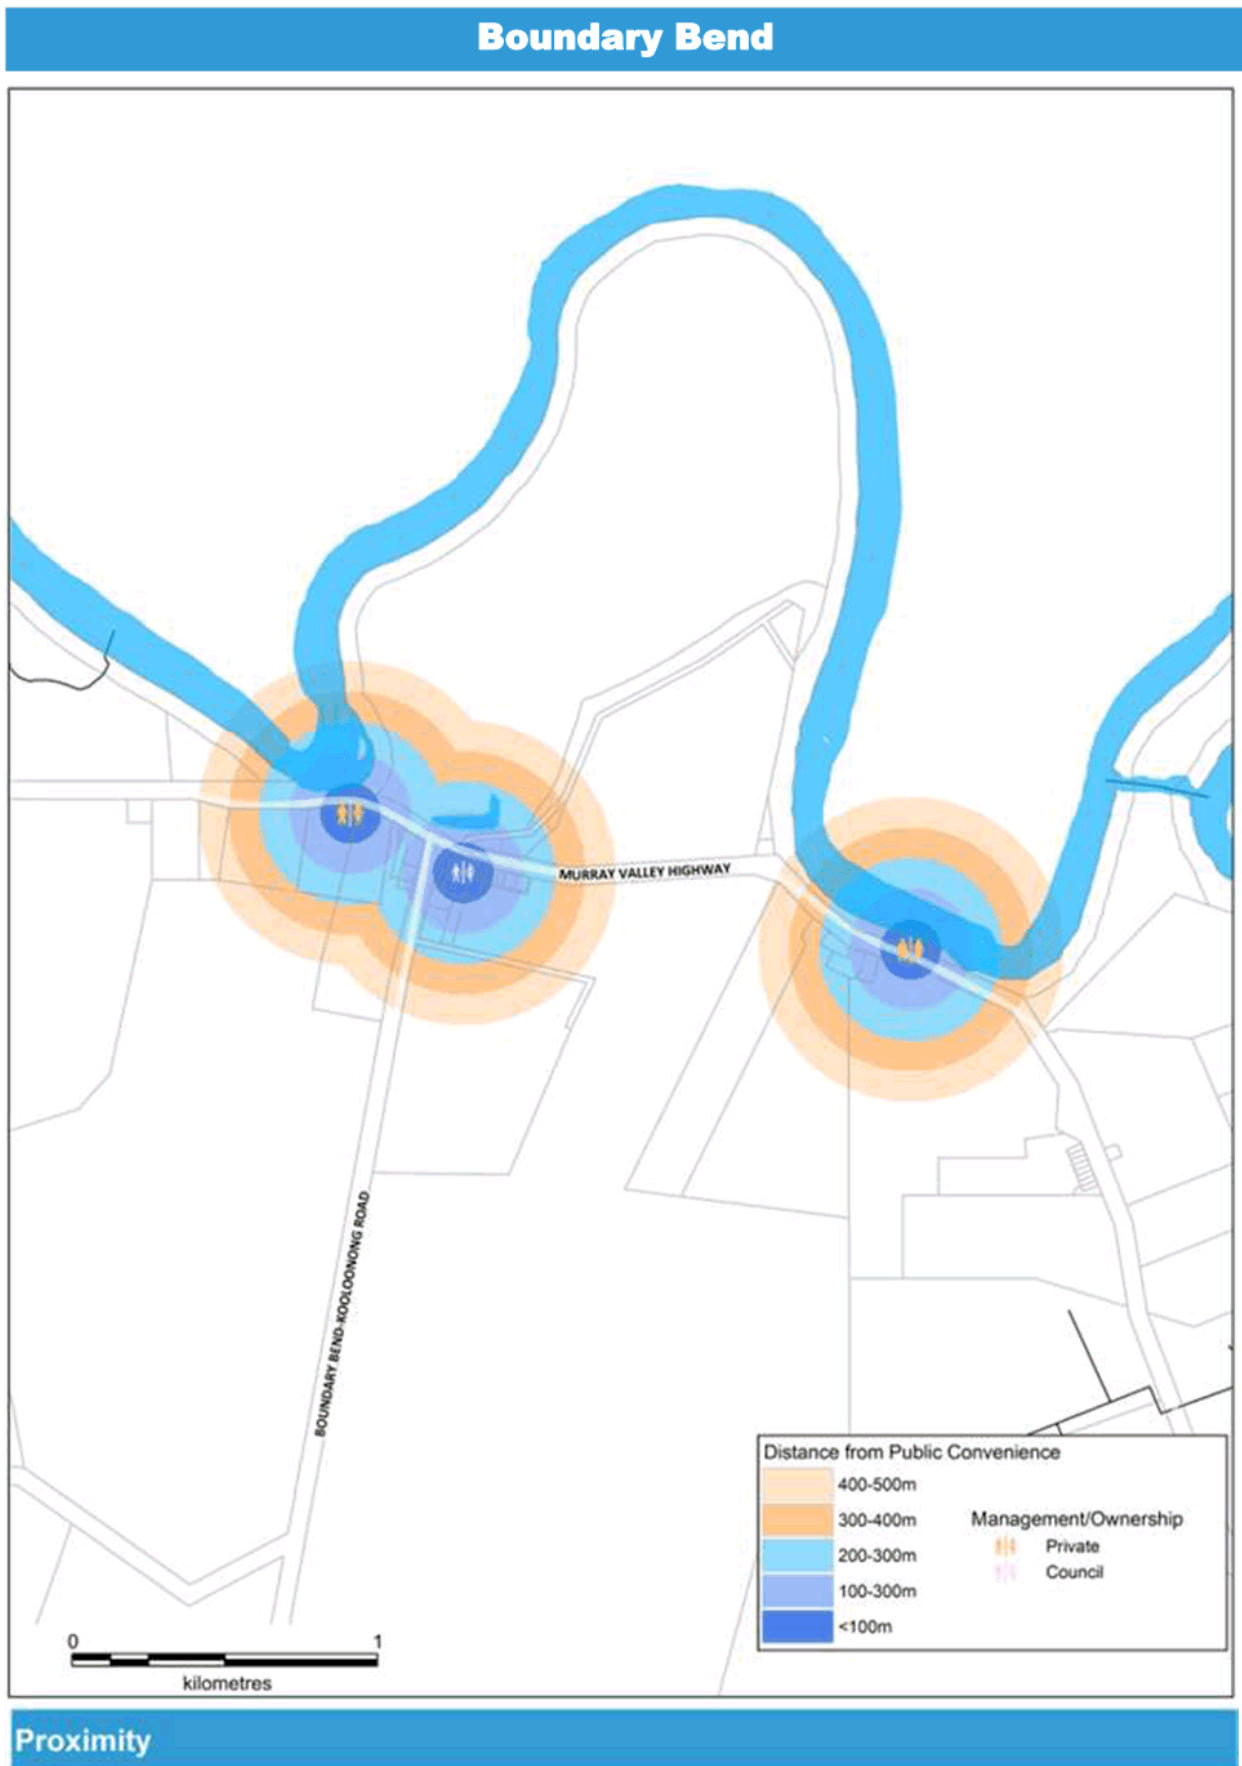 Boundary Bend
MURRAY VALLEY HIGHWAY
BOUNDARY BEND-KOOLOONONG ROAD
Distance from Public Convenience
400-500m
300-400m
200-300m
100-300m
<100m
Management/Ownership
Private
Council
0 1
kilometres
Proximity